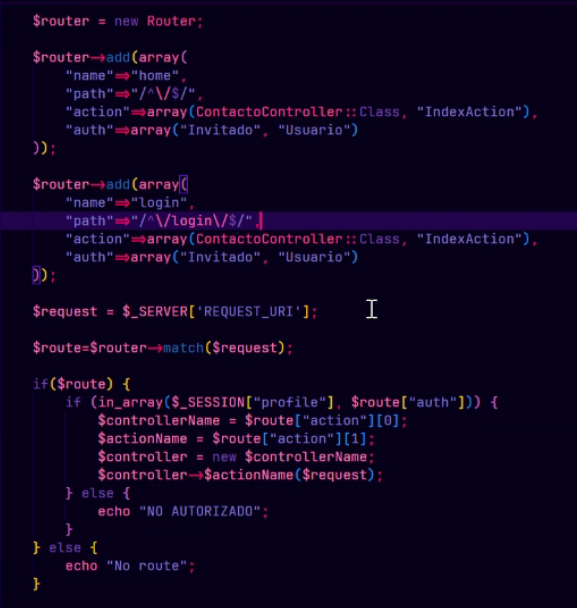 $router = new Router;
$router->add(array(
"name"=>"home",
"path"=>"/^\/$/",
"action"=>array(ContactoController::Class, "IndexAction"),
"auth"=>array("Invitado", "Usuario")
));
$router->add(array(
"name"=>"login",
"path"=>"/^\/login\/$/",
"action"=>array(ContactoController::Class, "IndexAction"),
"auth"=>array("Invitado", "Usuario")
));
$request = $_SERVER['REQUEST_URI'];
$route=$router->match($request);
if($route) {
if (in_array($_SESSION["profile"], $route["auth"])) {
$controllerName = $route["action"][0];
$actionName = $route["action"][1];
$controller = new $controllerName;
$controller->$actionName($request);
} else {
echo "NO AUTORIZADO";
}
} else {
echo "No route";
}